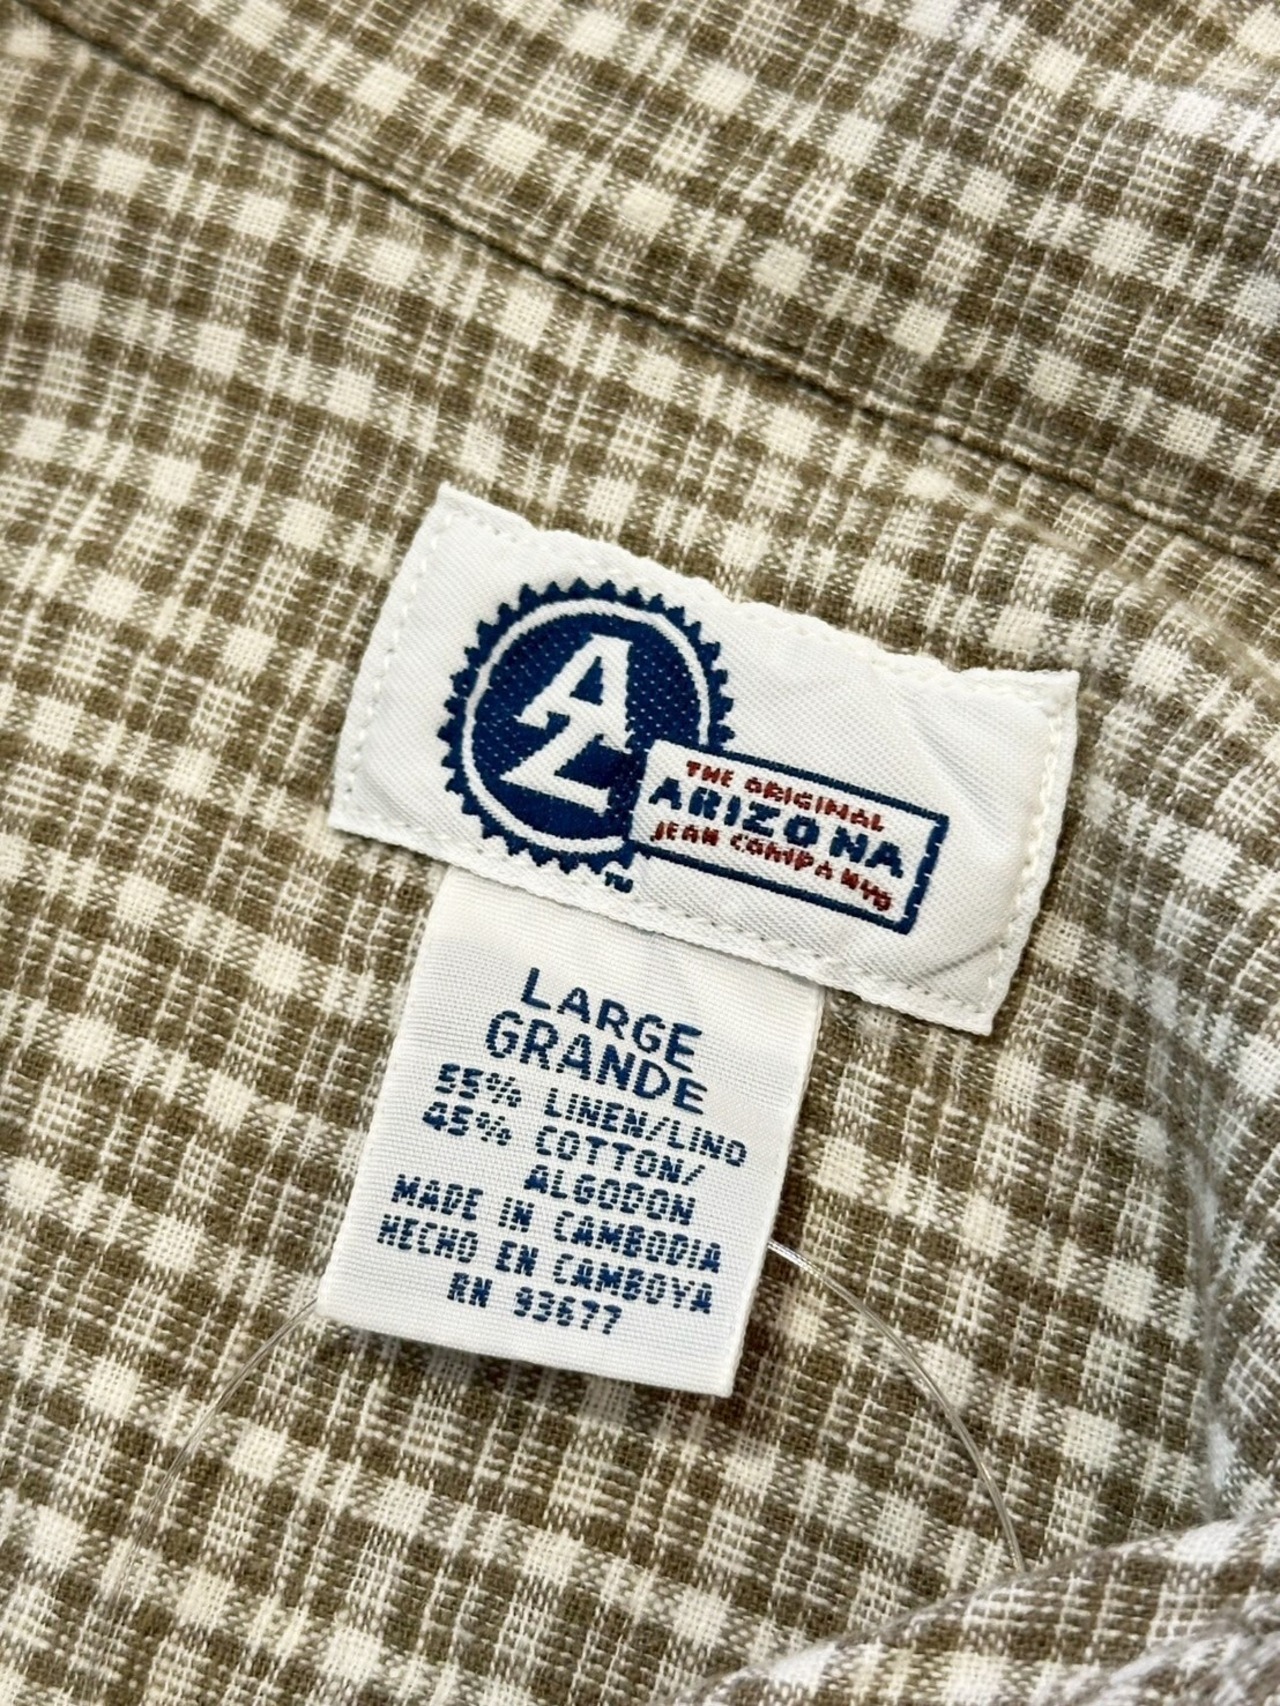 AZ
THE ORIGINAL
ARIZONA
JEAN COMPANY®
™
LARGE
GRANDE
55% LINEN/LINO
45% COTTON/
ALGODON
MADE IN CAMBODIA
HECHO EN CAMBOYA
RN 93677